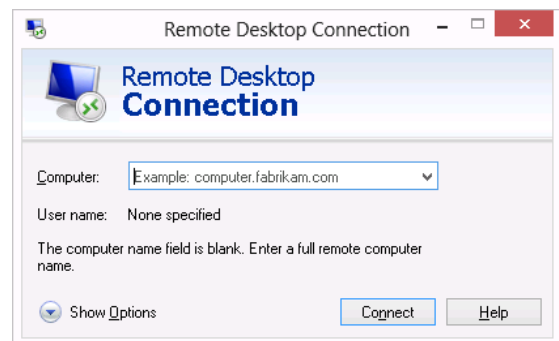 Remote Desktop Connection
Remote Desktop
Connection
Computer: Example: computer.fabrikam.com
User name: None specified
The computer name field is blank. Enter a full remote computer
name.
Show Options Connect Help